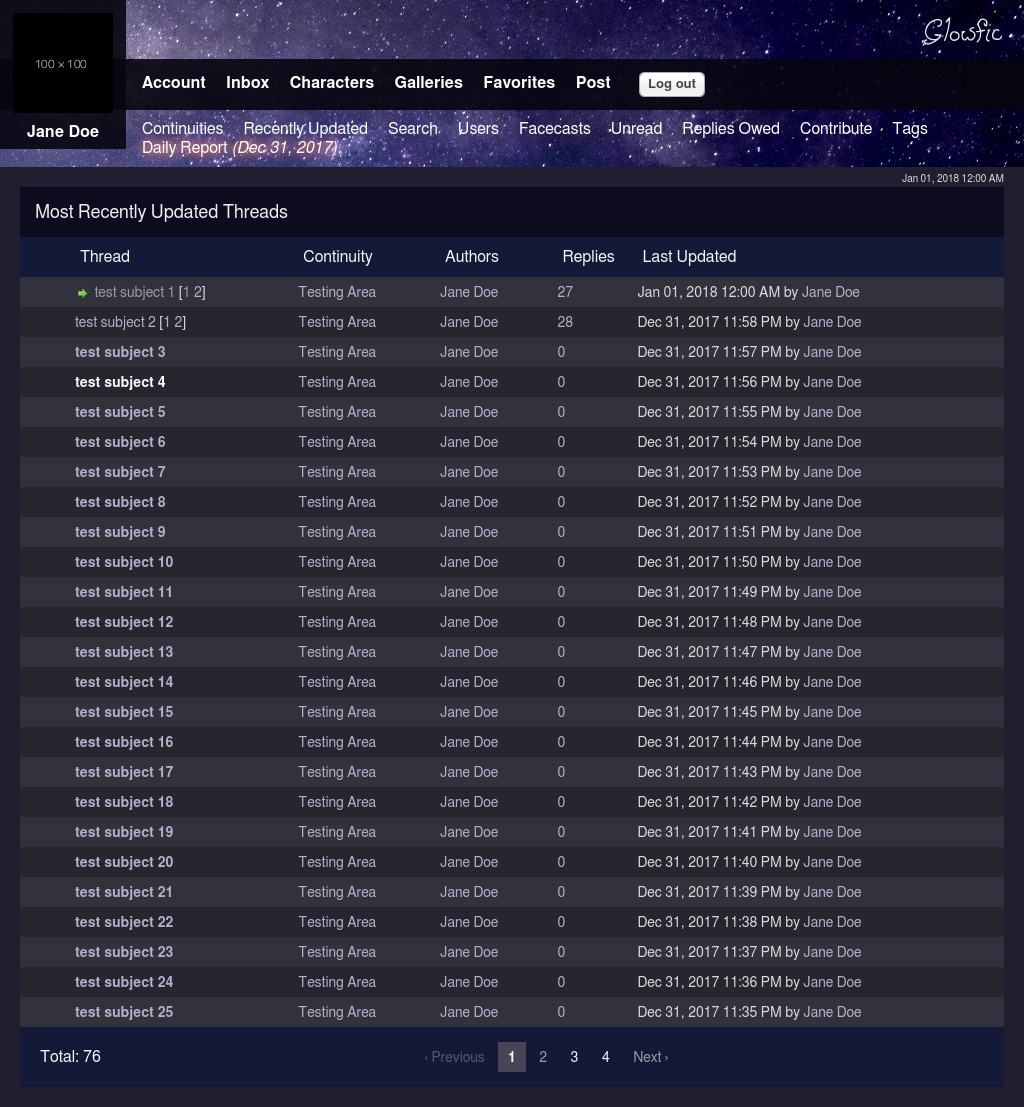 Glowfic
100 × 100
Account Inbox Characters Galleries Favorites Post Log out
Jane Doe
Continuities Recently Updated Search Users Facecasts Unread Replies Owed Contribute Tags
Daily Report (Dec 31, 2017)
Jan 01, 2018 12:00 AM
Most Recently Updated Threads
Thread Continuity Authors Replies Last Updated
test subject 1 [1 2] Testing Area Jane Doe 27 Jan 01, 2018 12:00 AM by Jane Doe
test subject 2 [1 2] Testing Area Jane Doe 28 Dec 31, 2017 11:58 PM by Jane Doe
test subject 3 Testing Area Jane Doe 0 Dec 31, 2017 11:57 PM by Jane Doe
test subject 4 Testing Area Jane Doe 0 Dec 31, 2017 11:56 PM by Jane Doe
test subject 5 Testing Area Jane Doe 0 Dec 31, 2017 11:55 PM by Jane Doe
test subject 6 Testing Area Jane Doe 0 Dec 31, 2017 11:54 PM by Jane Doe
test subject 7 Testing Area Jane Doe 0 Dec 31, 2017 11:53 PM by Jane Doe
test subject 8 Testing Area Jane Doe 0 Dec 31, 2017 11:52 PM by Jane Doe
test subject 9 Testing Area Jane Doe 0 Dec 31, 2017 11:51 PM by Jane Doe
test subject 10 Testing Area Jane Doe 0 Dec 31, 2017 11:50 PM by Jane Doe
test subject 11 Testing Area Jane Doe 0 Dec 31, 2017 11:49 PM by Jane Doe
test subject 12 Testing Area Jane Doe 0 Dec 31, 2017 11:48 PM by Jane Doe
test subject 13 Testing Area Jane Doe 0 Dec 31, 2017 11:47 PM by Jane Doe
test subject 14 Testing Area Jane Doe 0 Dec 31, 2017 11:46 PM by Jane Doe
test subject 15 Testing Area Jane Doe 0 Dec 31, 2017 11:45 PM by Jane Doe
test subject 16 Testing Area Jane Doe 0 Dec 31, 2017 11:44 PM by Jane Doe
test subject 17 Testing Area Jane Doe 0 Dec 31, 2017 11:43 PM by Jane Doe
test subject 18 Testing Area Jane Doe 0 Dec 31, 2017 11:42 PM by Jane Doe
test subject 19 Testing Area Jane Doe 0 Dec 31, 2017 11:41 PM by Jane Doe
test subject 20 Testing Area Jane Doe 0 Dec 31, 2017 11:40 PM by Jane Doe
test subject 21 Testing Area Jane Doe 0 Dec 31, 2017 11:39 PM by Jane Doe
test subject 22 Testing Area Jane Doe 0 Dec 31, 2017 11:38 PM by Jane Doe
test subject 23 Testing Area Jane Doe 0 Dec 31, 2017 11:37 PM by Jane Doe
test subject 24 Testing Area Jane Doe 0 Dec 31, 2017 11:36 PM by Jane Doe
test subject 25 Testing Area Jane Doe 0 Dec 31, 2017 11:35 PM by Jane Doe
Total: 76 ‹ Previous 1 2 3 4 Next ›